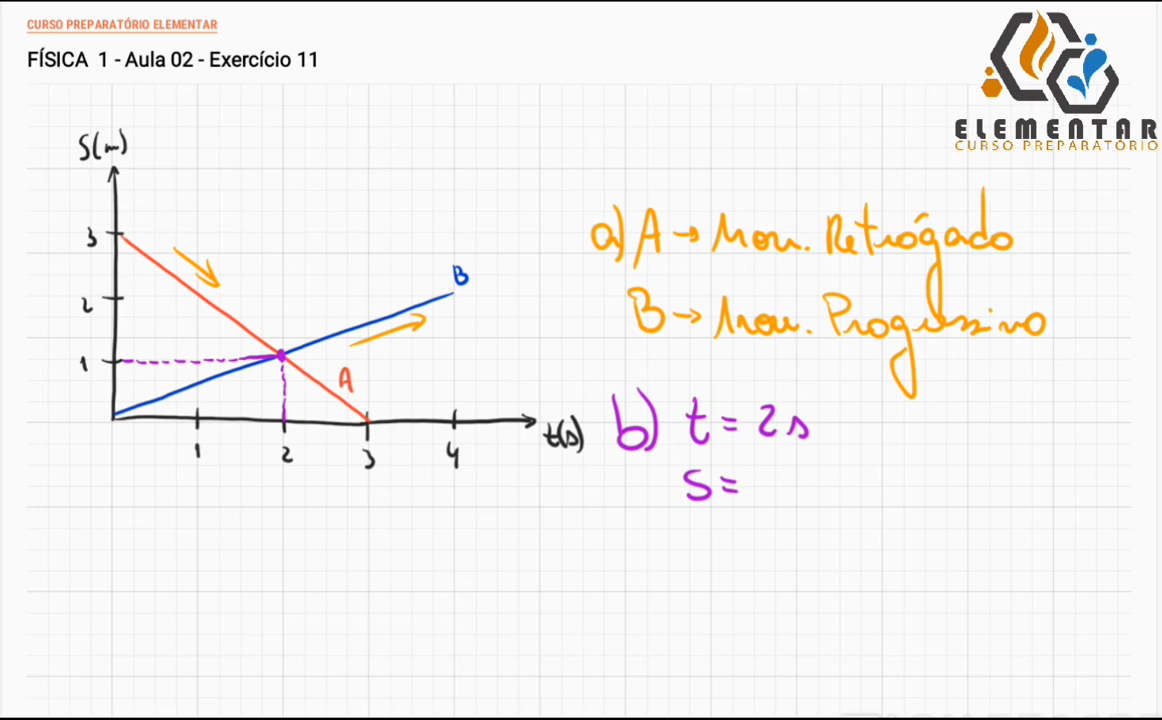 CURSO PREPARATÓRIO ELEMENTAR
FÍSICA 1 - Aula 02 - Exercício 11
ELEMENTAR
CURSO PREPARATÓRIO
S(m)
3
2
1
B
A
1
2
3
4
t(s)
a) A → Mov. Retrógado
B → Mov. Progressivo
b) t = 2s
S =